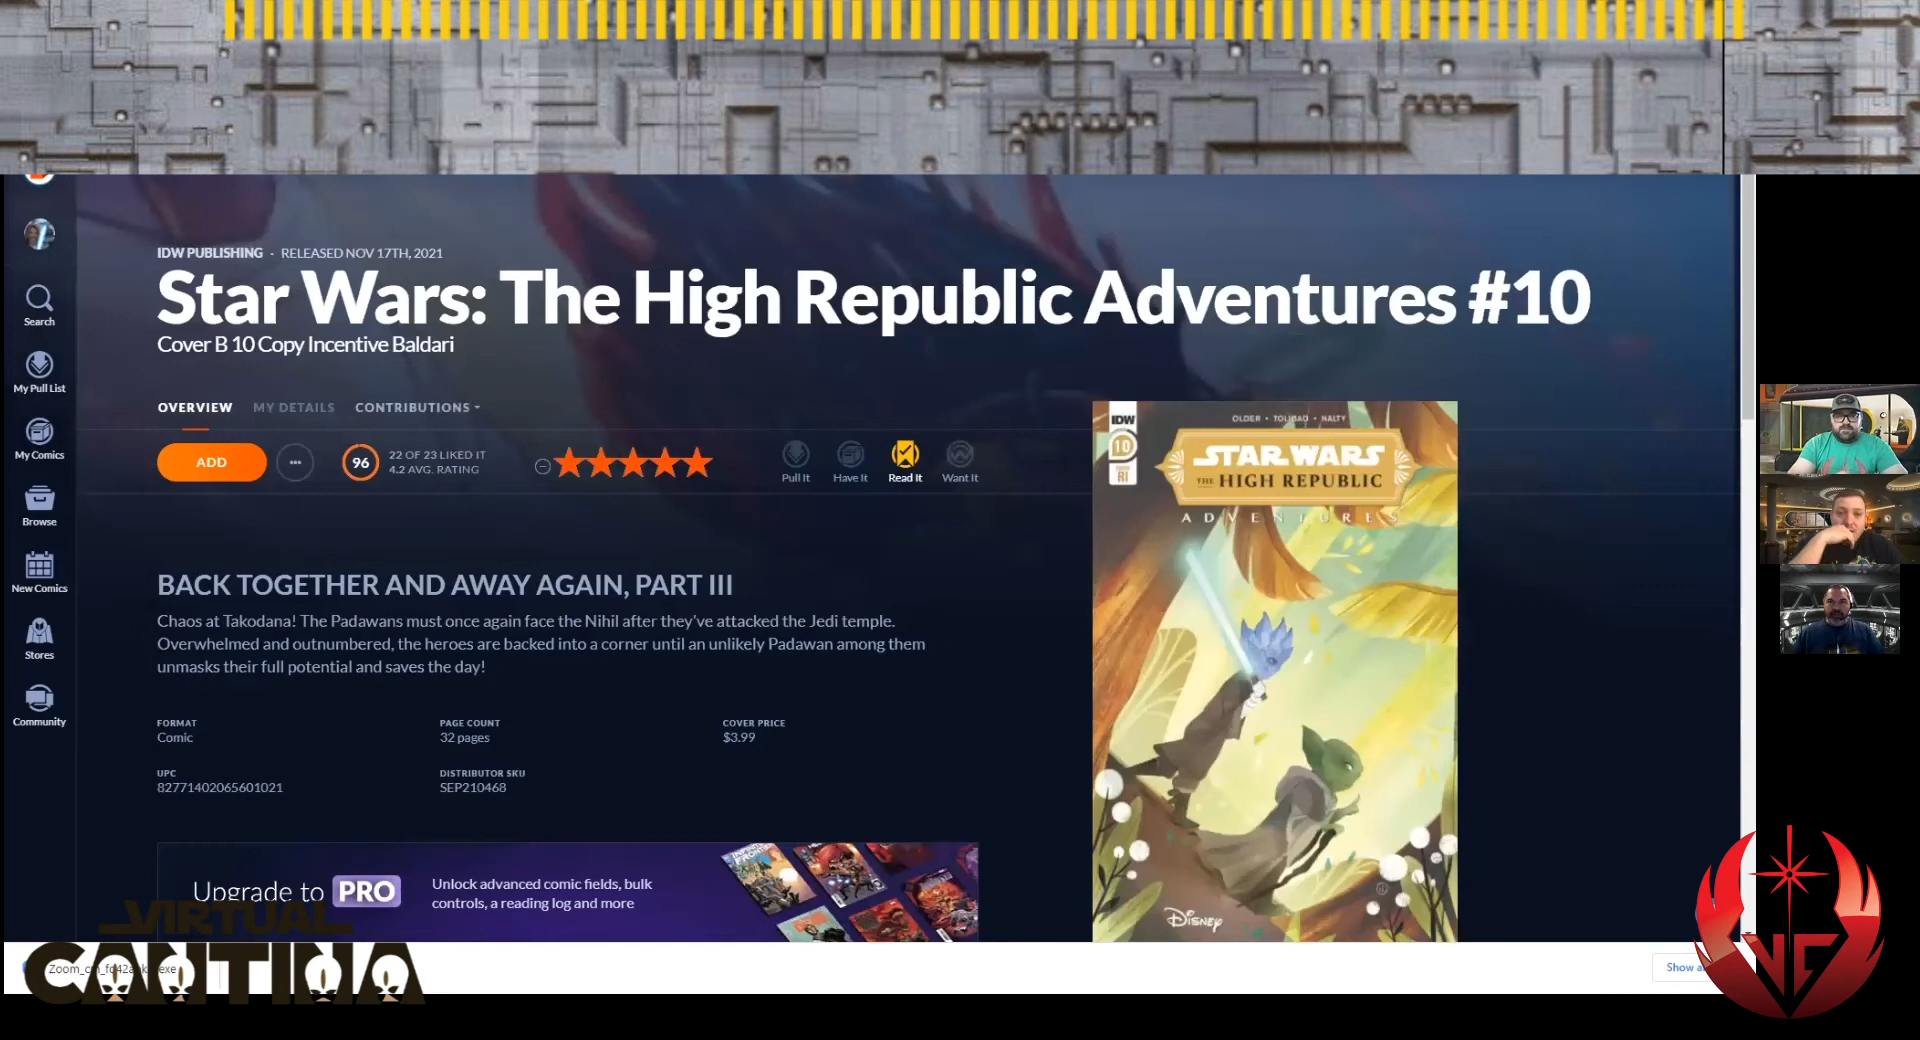 IDW PUBLISHING - RELEASED NOV 17TH, 2021
Star Wars: The High Republic Adventures #10
Cover B 10 Copy Incentive Baldari
OVERVIEW MY DETAILS CONTRIBUTIONS
ADD
96
22 OF 23 LIKED IT
4.2 AVG. RATING
Pull It Have It Read It Want It
Search
My Pull List
My Comics
Browse
New Comics
Stores
Community
BACK TOGETHER AND AWAY AGAIN, PART III
Chaos at Takodana! The Padawans must once again face the Nihil after they've attacked the Jedi temple.
Overwhelmed and outnumbered, the heroes are backed into a corner until an unlikely Padawan among them
unmasks their full potential and saves the day!
FORMAT
Comic
PAGE COUNT
32 pages
COVER PRICE
$3.99
UPC
82771402065601021
DISTRIBUTOR SKU
SEP210468
Upgrade to PRO
Unlock advanced comic fields, bulk
controls, a reading log and more
IDW
10
RI
OLDER • TOLIBAO • NALTY
STAR WARS
THE HIGH REPUBLIC
ADVENTURES
DISNEY
VIRTUAL
CANTINA
Show
VC